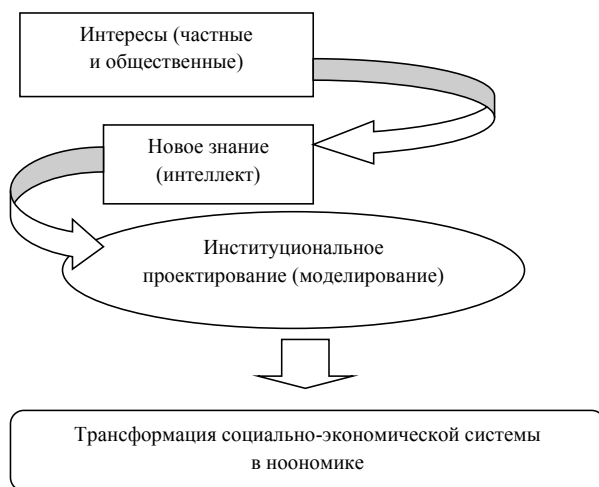 Интересы (частные
и общественные)
Новое знание
(интеллект)
Институциональное
проектирование (моделирование)
Трансформация социально-экономической системы
в ноономике